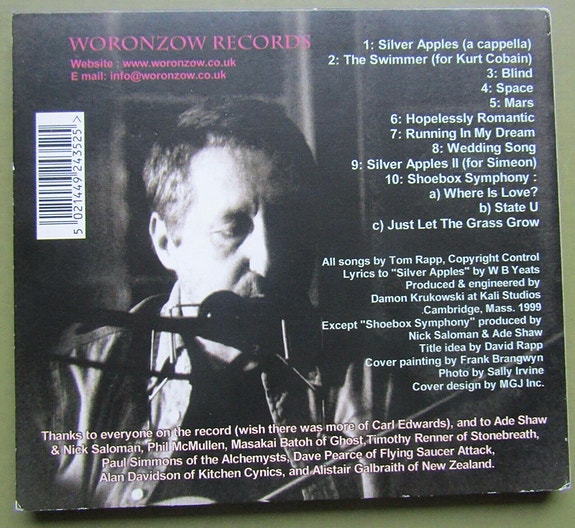 WORONZOW RECORDS
Website : www.woronzow.co.uk
E mail: info@woronzow.co.uk
5 021449 243525 >
1: Silver Apples (a cappella)
2: The Swimmer (for Kurt Cobain)
3: Blind
4: Space
5: Mars
6: Hopelessly Romantic
7: Running In My Dream
8: Wedding Song
9: Silver Apples II (for Simeon)
10: Shoebox Symphony :
a) Where Is Love?
b) State U
c) Just Let The Grass Grow
All songs by Tom Rapp, Copyright Control
Lyrics to "Silver Apples" by W B Yeats
Produced & engineered by
Damon Krukowski at Kali Studios
.Cambridge, Mass. 1999
Except "Shoebox Symphony" produced by
Nick Saloman & Ade Shaw
Title idea by David Rapp
Cover painting by Frank Brangwyn
Photo by Sally Irvine
Cover design by MGJ Inc.
Thanks to everyone on the record (wish there was more of Carl Edwards), and to Ade Shaw
& Nick Saloman, Phil McMullen, Masakai Batoh of Ghost,Timothy Renner of Stonebreath,
Paul Simmons of the Alchemysts, Dave Pearce of Flying Saucer Attack,
Alan Davidson of Kitchen Cynics, and Alistair Galbraith of New Zealand.